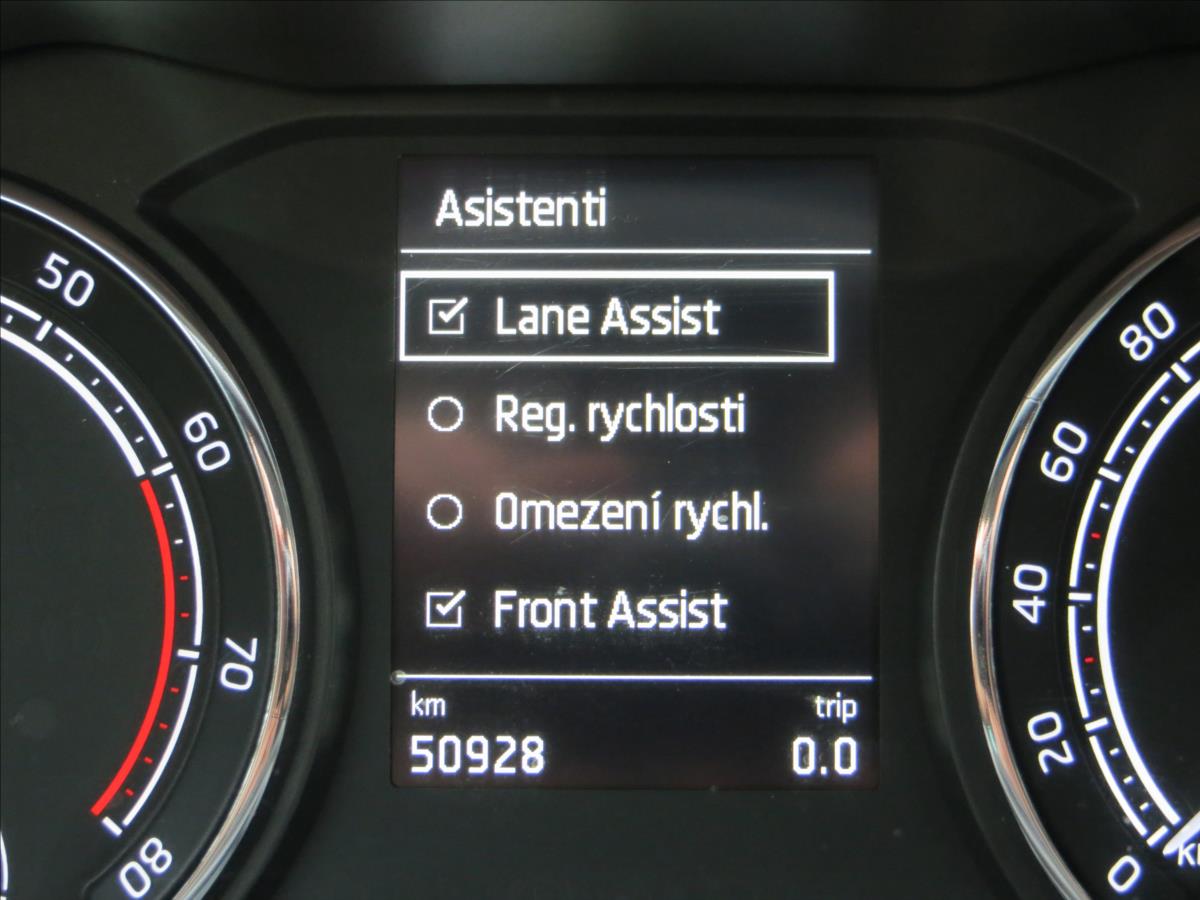 Asistenti
Lane Assist
Reg. rychlosti
Omezení rychl.
Front Assist
km trip
50928 0.0
50
60
70
80
80
60
40
20
0